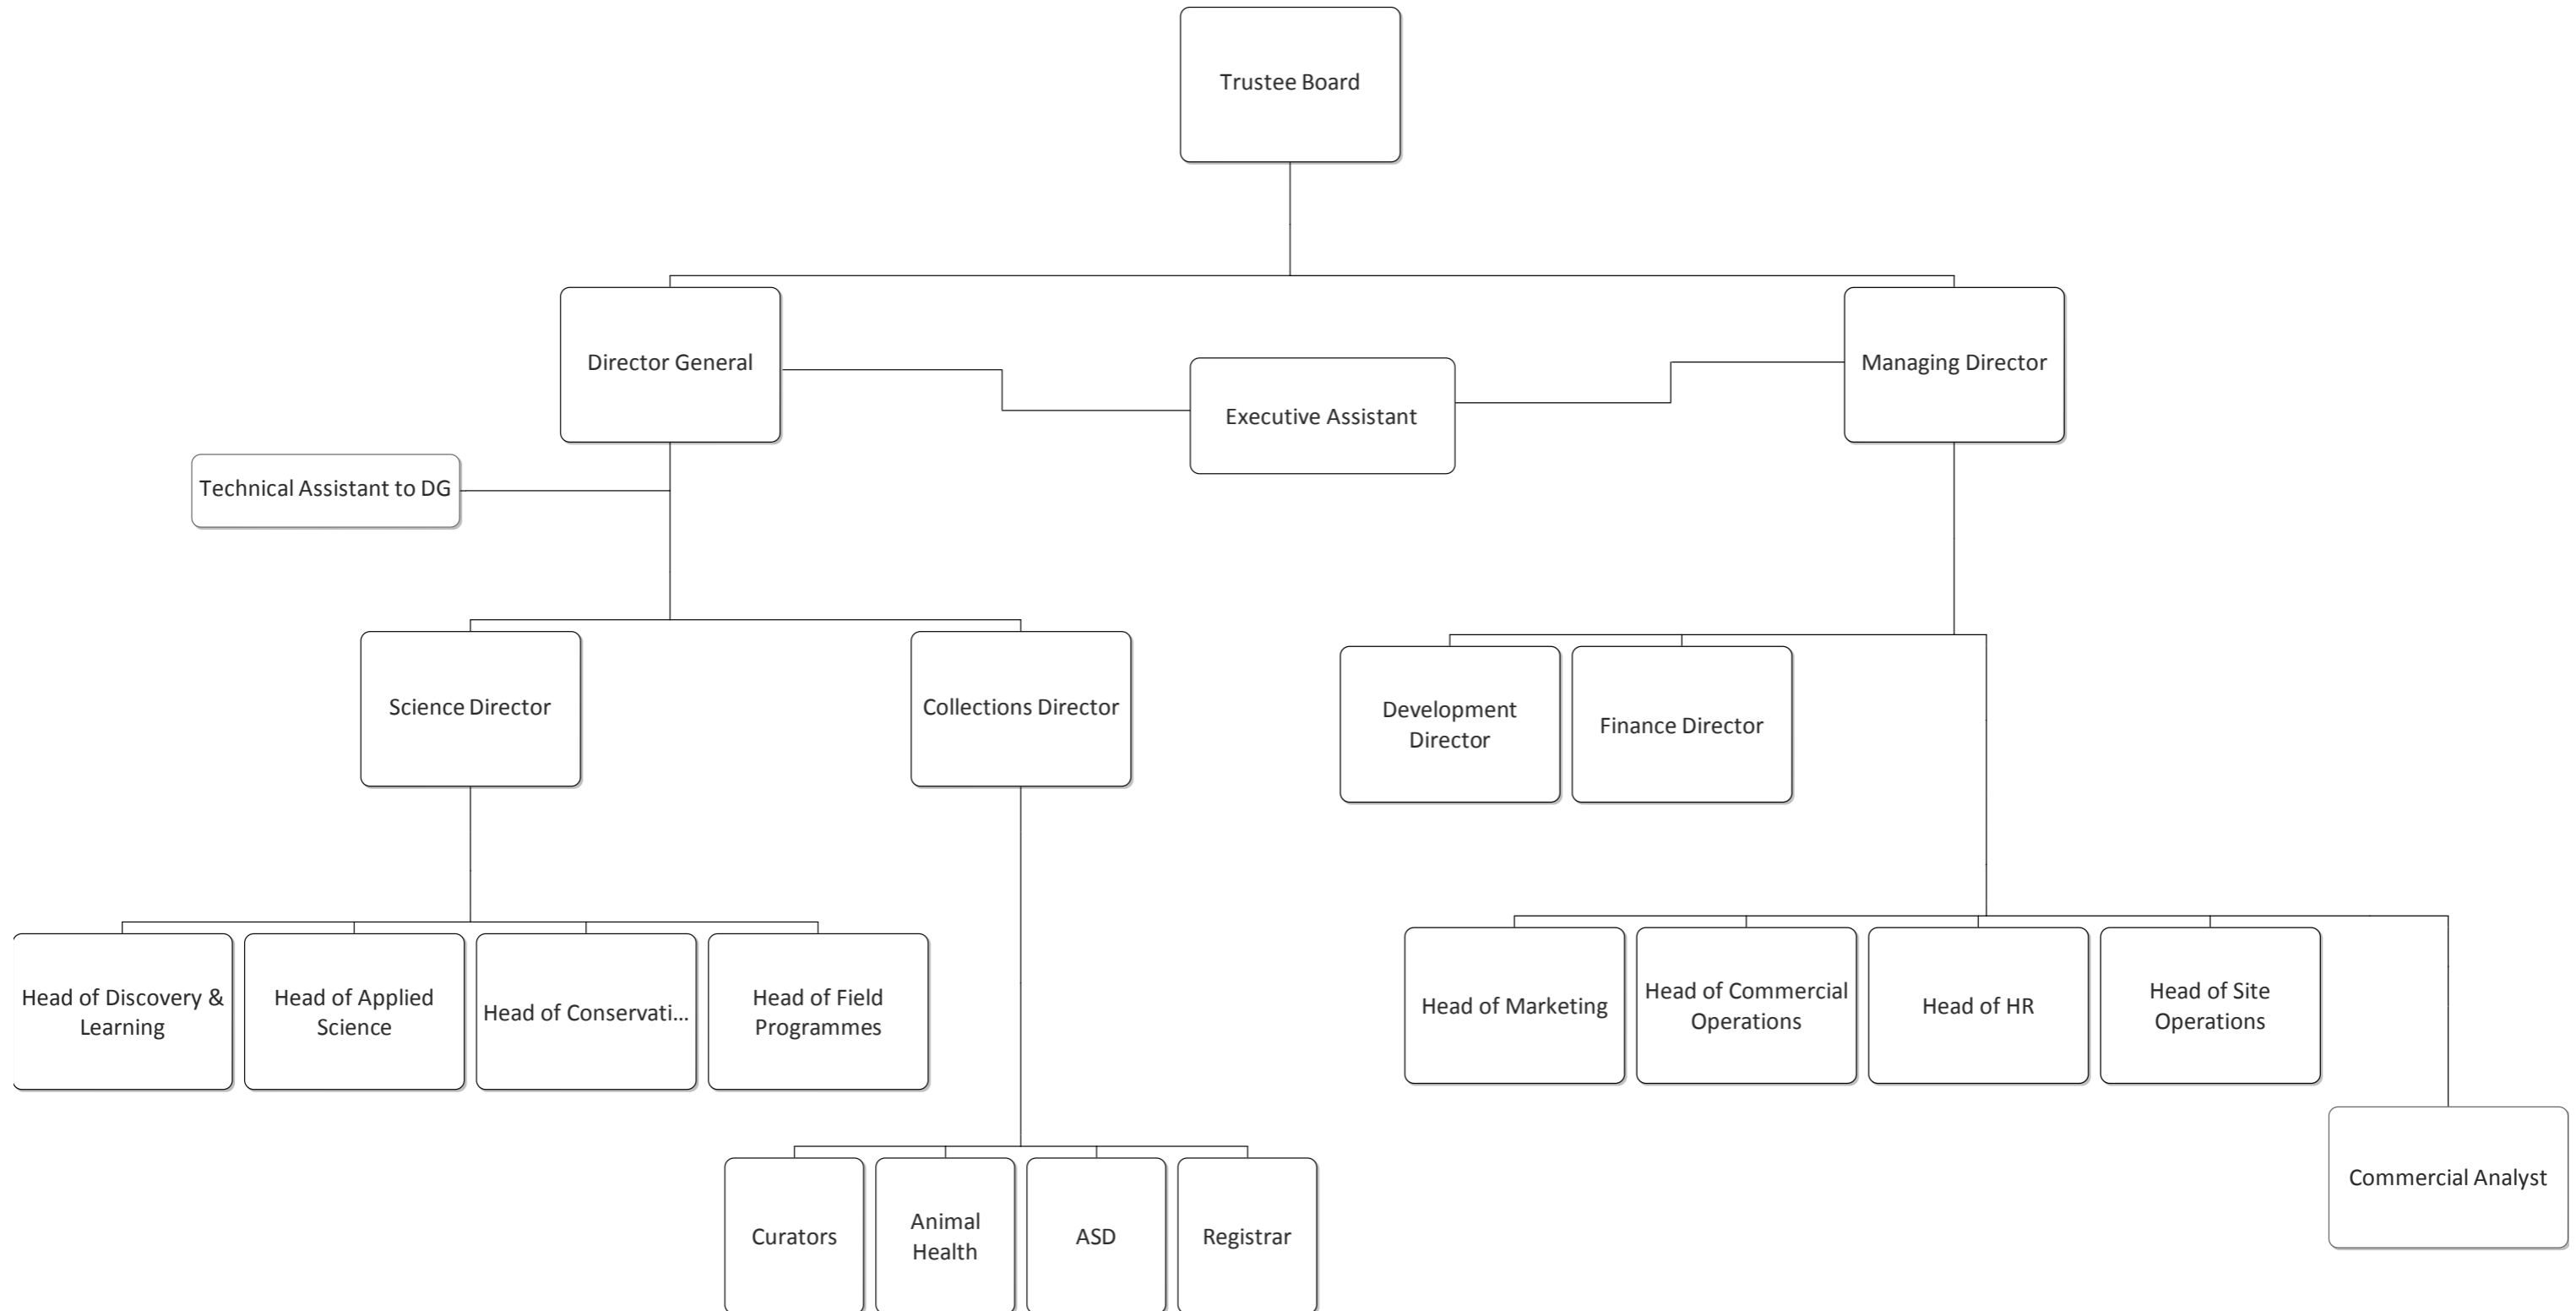 Trustee Board
Director General
Executive Assistant
Managing Director
Technical Assistant to DG
Science Director
Collections Director
Development
Director
Finance Director
Head of Discovery &
Learning
Head of Applied
Science
Head of Conservati...
Head of Field
Programmes
Head of Marketing
Head of Commercial
Operations
Head of HR
Head of Site
Operations
Commercial Analyst
Curators
Animal
Health
ASD
Registrar